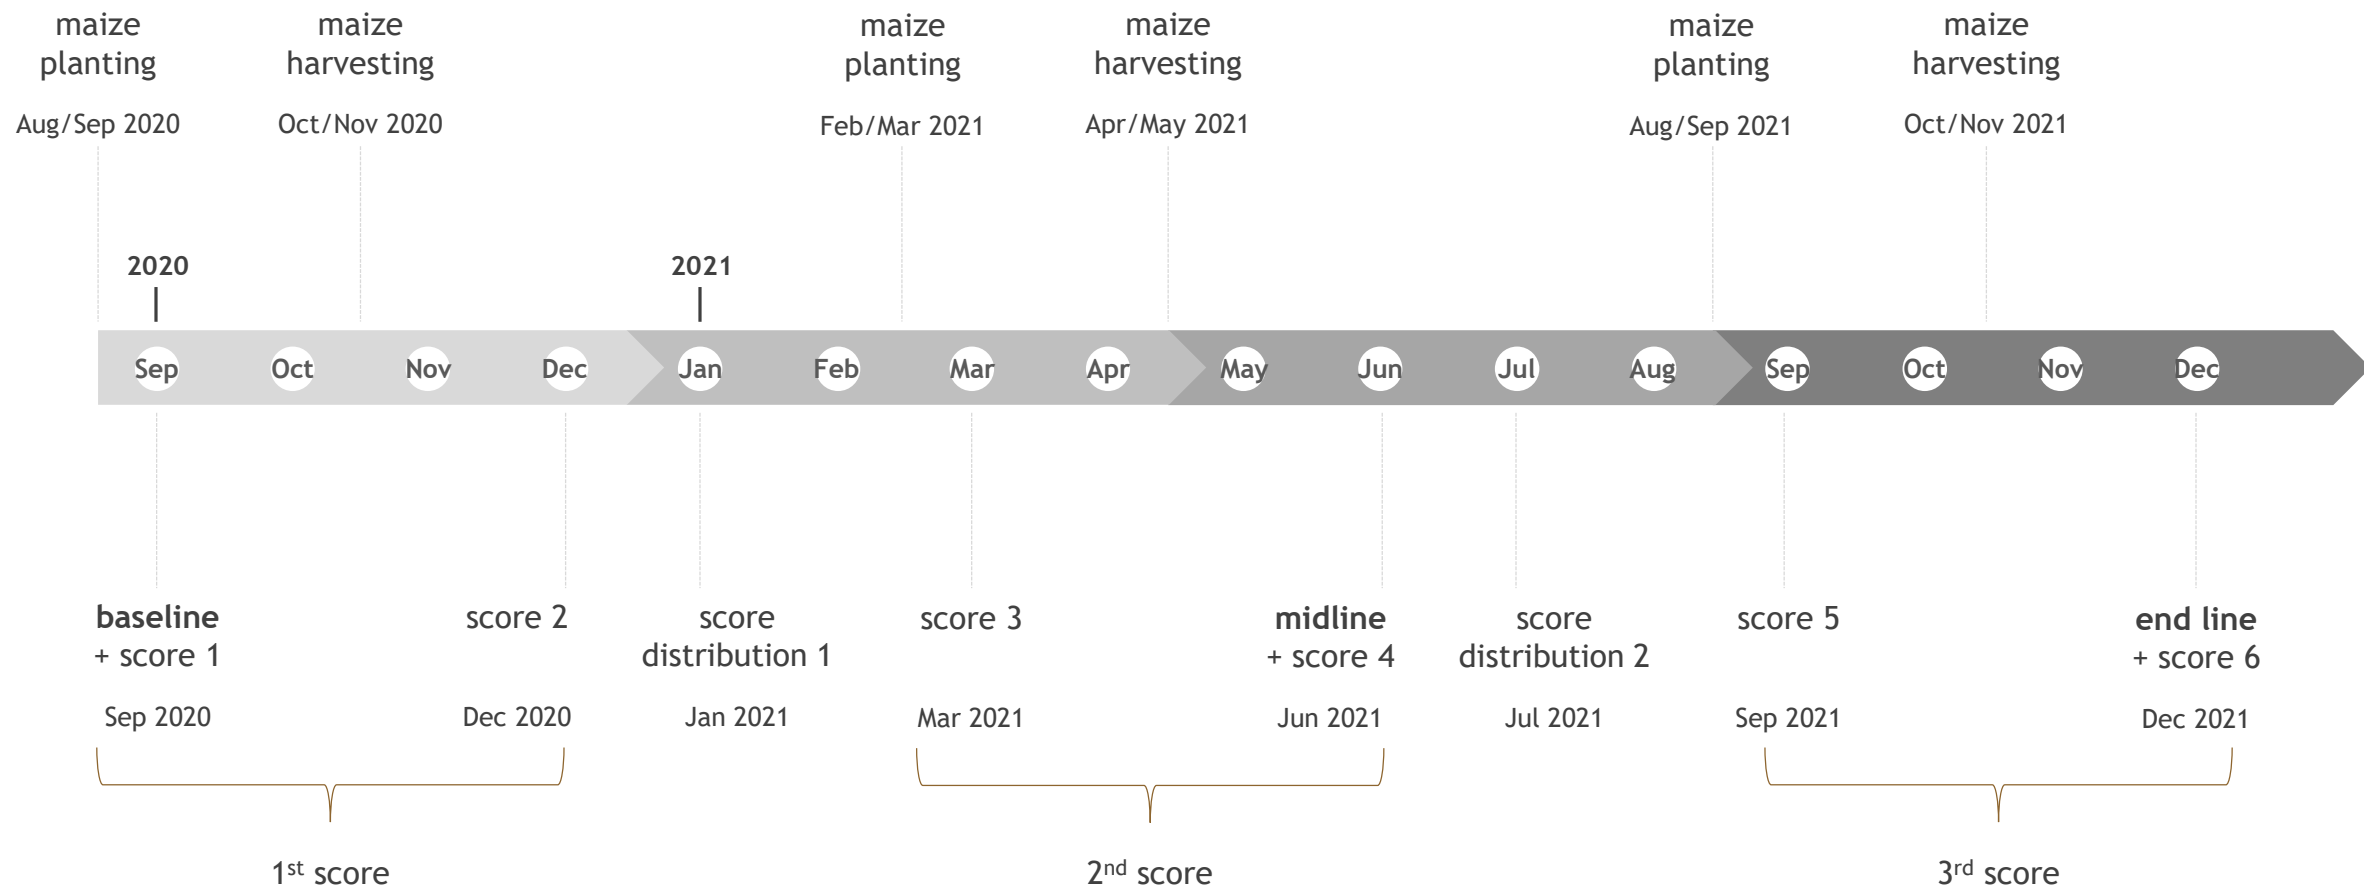 maize
planting
Aug/Sep 2020
maize
harvesting
Oct/Nov 2020
maize
planting
Feb/Mar 2021
maize
harvesting
Apr/May 2021
maize
planting
Aug/Sep 2021
maize
harvesting
Oct/Nov 2021
2020
2021
Sep Oct Nov Dec Jan Feb Mar Apr May Jun Jul Aug Sep Oct Nov Dec
baseline
+ score 1
Sep 2020
score 2
Dec 2020
score
distribution 1
Jan 2021
score 3
Mar 2021
midline
+ score 4
Jun 2021
score
distribution 2
Jul 2021
score 5
Sep 2021
end line
+ score 6
Dec 2021
1st score
2nd score
3rd score